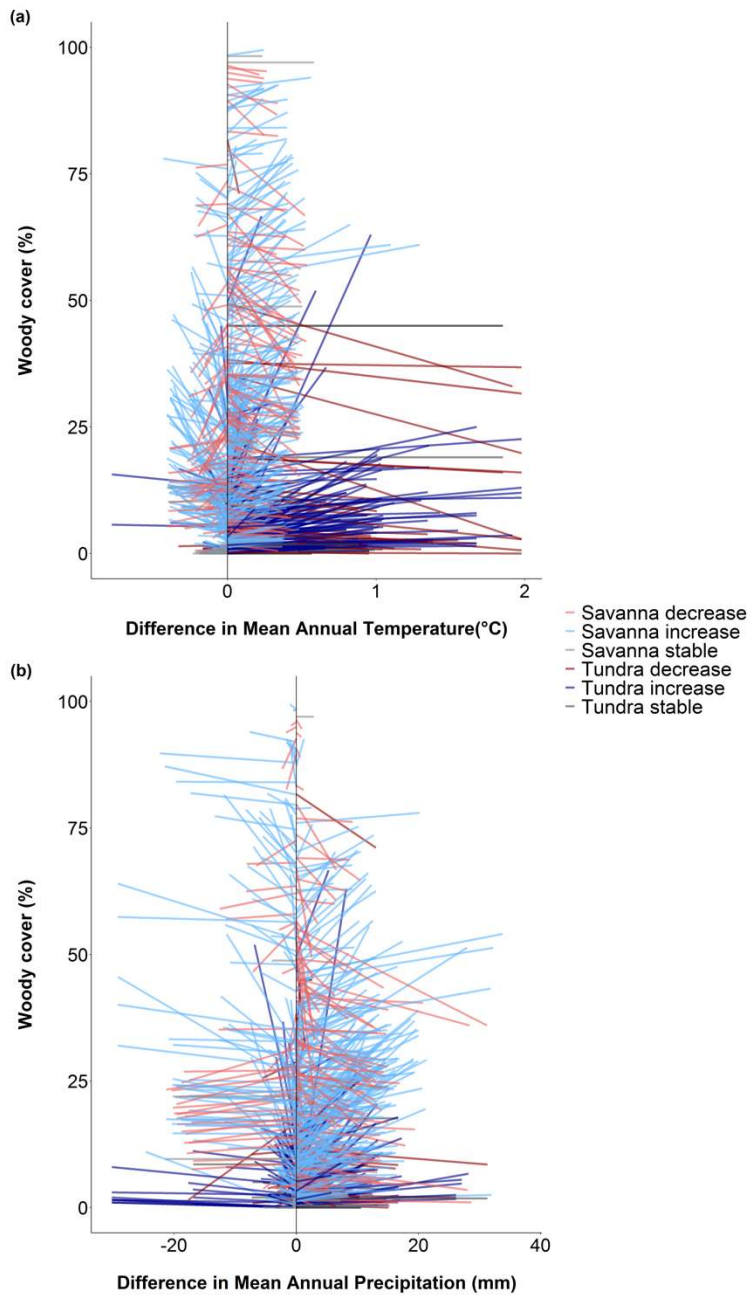 (a)
100
75
50
25
0
Woody cover (%)
0 1 2
Difference in Mean Annual Temperature(°C)
Savanna decrease
Savanna increase
Savanna stable
Tundra decrease
Tundra increase
Tundra stable
(b)
100
75
50
25
0
Woody cover (%)
-20 0 20 40
Difference in Mean Annual Precipitation (mm)